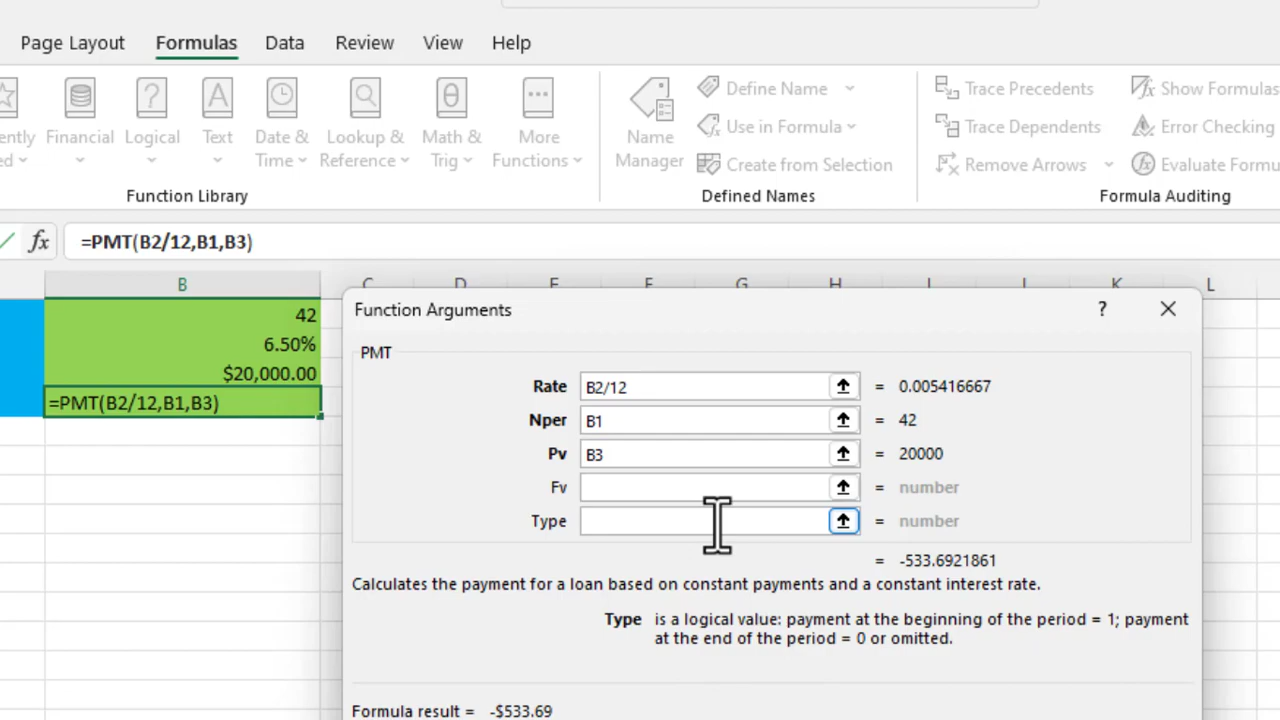 Page Layout Formulas Data Review View Help
ently Financial Logical Text Date & Lookup & Math & More
ed Time Reference Trig Functions
Function Library
Name Manager
Define Name
Use in Formula
Create from Selection
Defined Names
Trace Precedents Show Formulas
Trace Dependents Error Checking
Remove Arrows Evaluate Formu
Formula Auditing
fx =PMT(B2/12,B1,B3)
B C D E F G H I J K L
42
6.50%
$20,000.00
=PMT(B2/12,B1,B3)
Function Arguments ?
PMT
Rate B2/12 = 0.005416667
Nper B1 = 42
Pv B3 = 20000
Fv = number
Type = number
= -533.6921861
Calculates the payment for a loan based on constant payments and a constant interest rate.
Type is a logical value: payment at the beginning of the period = 1; payment
at the end of the period = 0 or omitted.
Formula result = -$533.69